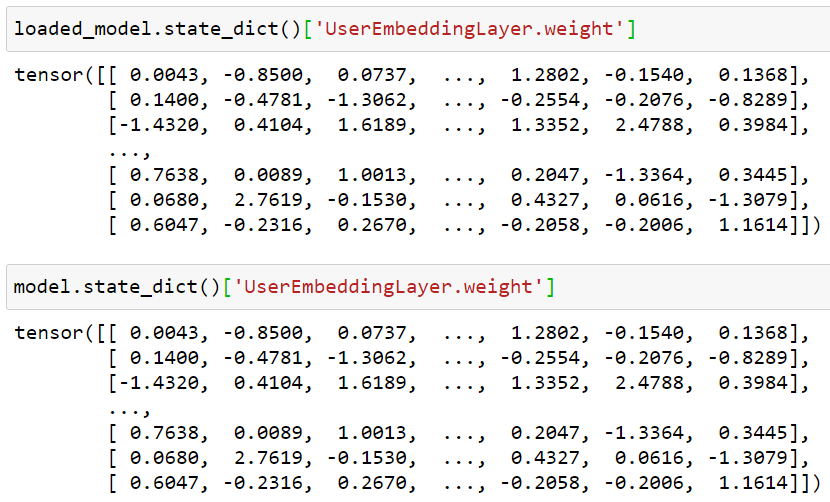 loaded_model.state_dict()['UserEmbeddingLayer.weight']
tensor([[ 0.0043, -0.8500,  0.0737,  ...,  1.2802, -0.1540,  0.1368],
        [ 0.1400, -0.4781, -1.3062,  ..., -0.2554, -0.2076, -0.8289],
        [-1.4320,  0.4104,  1.6189,  ...,  1.3352,  2.4788,  0.3984],
        ...,
        [ 0.7638,  0.0089,  1.0013,  ...,  0.2047, -1.3364,  0.3445],
        [ 0.0680,  2.7619, -0.1530,  ...,  0.4327,  0.0616, -1.3079],
        [ 0.6047, -0.2316,  0.2670,  ..., -0.2058, -0.2006,  1.1614]])
model.state_dict()['UserEmbeddingLayer.weight']
tensor([[ 0.0043, -0.8500,  0.0737,  ...,  1.2802, -0.1540,  0.1368],
        [ 0.1400, -0.4781, -1.3062,  ..., -0.2554, -0.2076, -0.8289],
        [-1.4320,  0.4104,  1.6189,  ...,  1.3352,  2.4788,  0.3984],
        ...,
        [ 0.7638,  0.0089,  1.0013,  ...,  0.2047, -1.3364,  0.3445],
        [ 0.0680,  2.7619, -0.1530,  ...,  0.4327,  0.0616, -1.3079],
        [ 0.6047, -0.2316,  0.2670,  ..., -0.2058, -0.2006,  1.1614]])